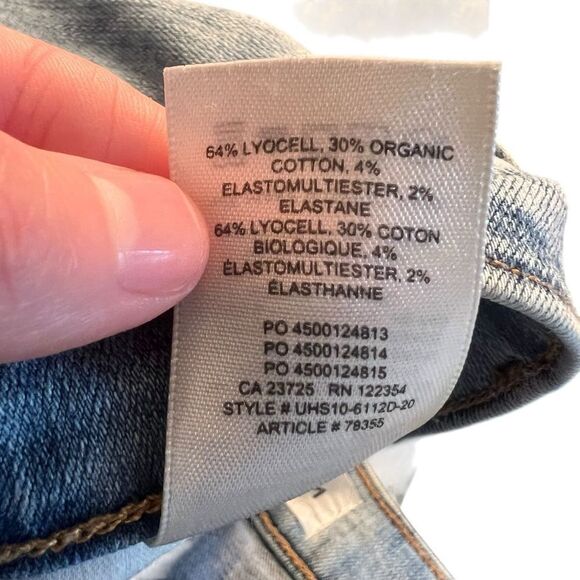 64% LYOCELL, 30% ORGANIC
COTTON, 4%
ELASTOMULTIESTER, 2%
ELASTANE
64% LYOCELL, 30% COTON
BIOLOGIQUE, 4%
ÉLASTOMULTIESTER, 2%
ÉLASTHANNE
PO 4500124813
PO 4500124814
PO 4500124815
CA 23725 RN 122354
STYLE # UHS10-6112D-20
ARTICLE # 78355